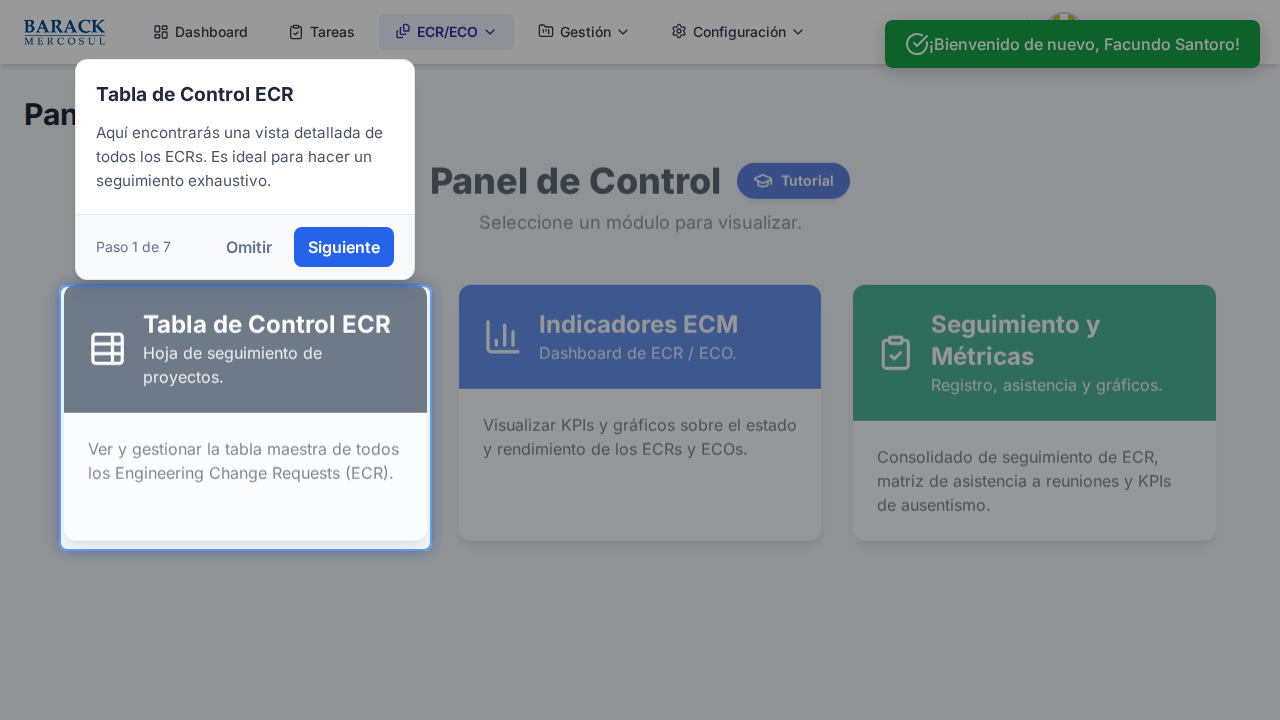 BARACK
MERCOSUL
Dashboard
Tareas
ECR/ECO
Gestión
Configuración
¡Bienvenido de nuevo, Facundo Santoro!
Pan
Tabla de Control ECR
Aquí encontrarás una vista detallada de
todos los ECRs. Es ideal para hacer un
seguimiento exhaustivo.
Paso 1 de 7
Omitir
Siguiente
Panel de Control
Tutorial
Seleccione un módulo para visualizar.
Tabla de Control ECR
Hoja de seguimiento de
proyectos.
Ver y gestionar la tabla maestra de todos
los Engineering Change Requests (ECR).
Indicadores ECM
Dashboard de ECR / ECO.
Visualizar KPIs y gráficos sobre el estado
y rendimiento de los ECRs y ECOs.
Seguimiento y
Métricas
Registro, asistencia y gráficos.
Consolidado de seguimiento de ECR,
matriz de asistencia a reuniones y KPIs
de ausentismo.